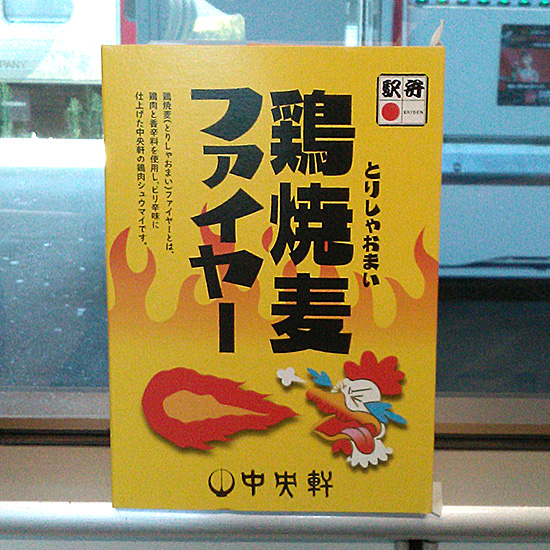 駅弁
EKIBEN
とりしゃおまい
鶏焼麦
ファイヤー
鶏焼麦(とりしゃおまい)ファイヤーとは、
鶏肉と香辛料を使用し、ピリ辛味に
仕上げた中央軒の鶏肉シュウマイです。
中央軒
PANY